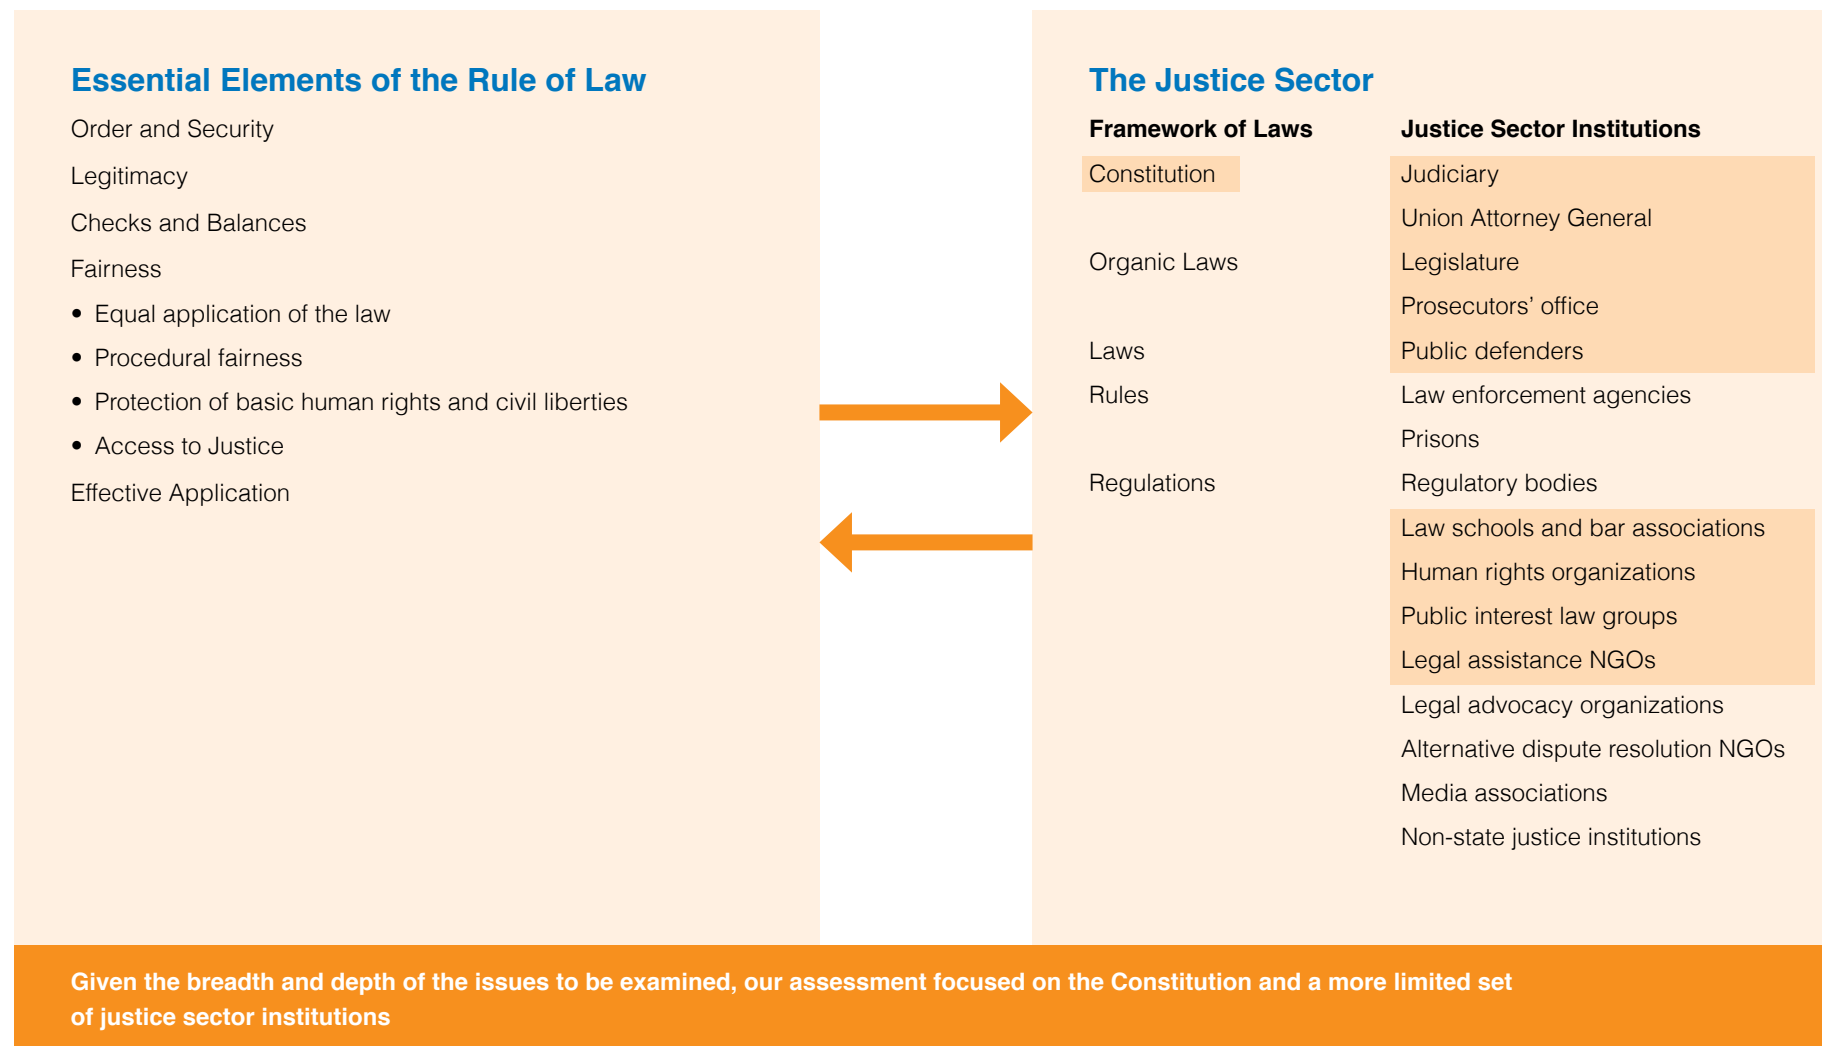 Essential Elements of the Rule of Law
Order and Security
Legitimacy
Checks and Balances
Fairness
• Equal application of the law
• Procedural fairness
• Protection of basic human rights and civil liberties
• Access to Justice
Effective Application
The Justice Sector
Framework of Laws
Constitution
Organic Laws
Laws
Rules
Regulations
Justice Sector Institutions
Judiciary
Union Attorney General
Legislature
Prosecutors’ office
Public defenders
Law enforcement agencies
Prisons
Regulatory bodies
Law schools and bar associations
Human rights organizations
Public interest law groups
Legal assistance NGOs
Legal advocacy organizations
Alternative dispute resolution NGOs
Media associations
Non-state justice institutions
Given the breadth and depth of the issues to be examined, our assessment focused on the Constitution and a more limited set
of justice sector institutions